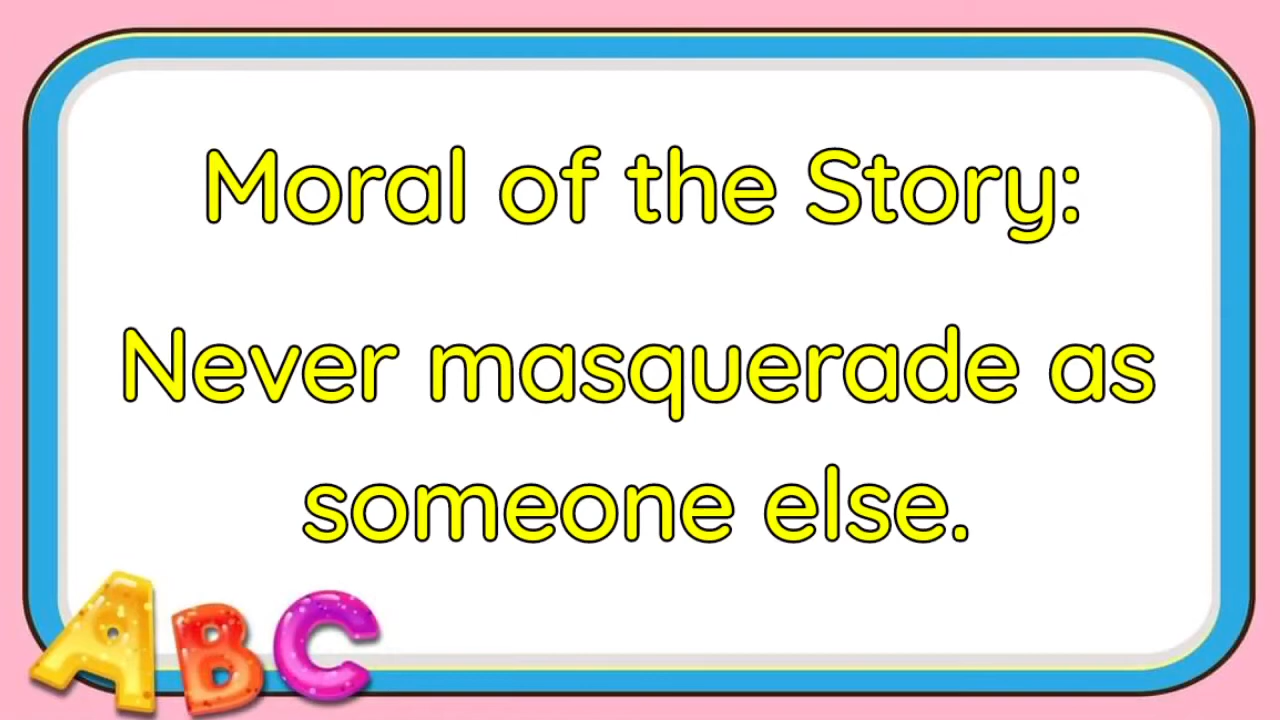 Moral of the Story:
Never masquerade as
someone else.
ABC